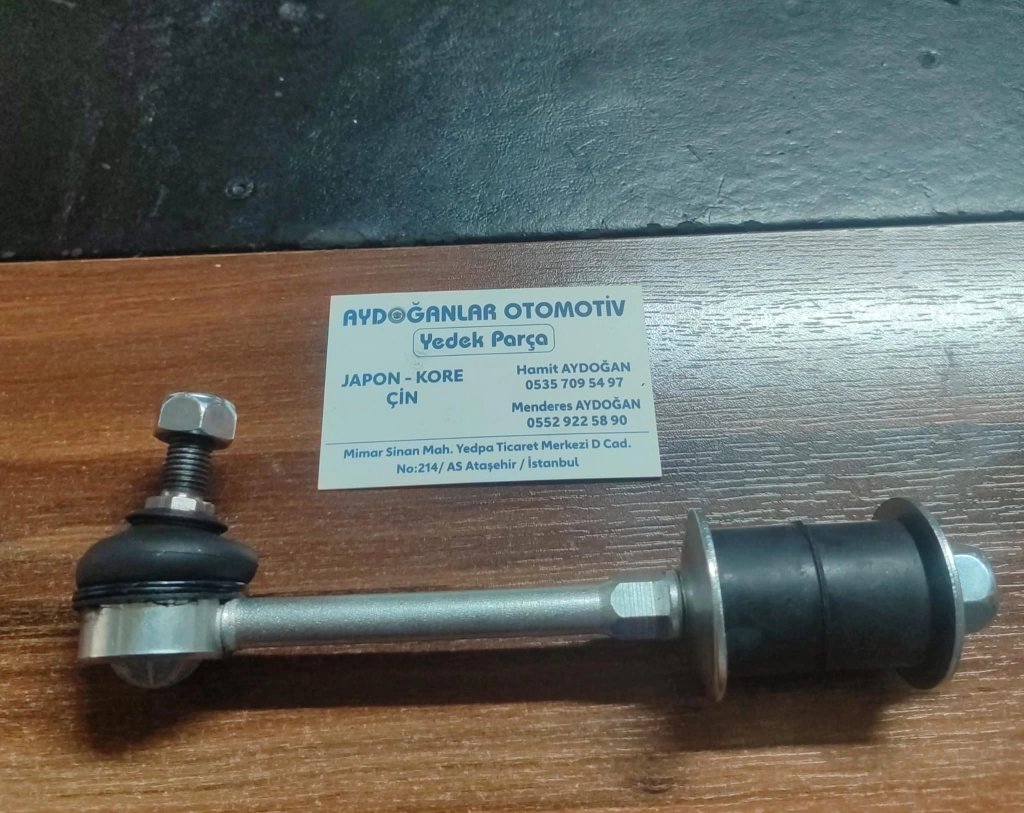 AYDOĞANLAR OTOMOTİV
Yedek Parça
JAPON - KORE
ÇİN
Hamit AYDOĞAN
0535 709 54 97
Menderes AYDOĞAN
0552 922 58 90
Mimar Sinan Mah. Yedpa Ticaret Merkezi D Cad.
No:214/ AS Ataşehir / İstanbul